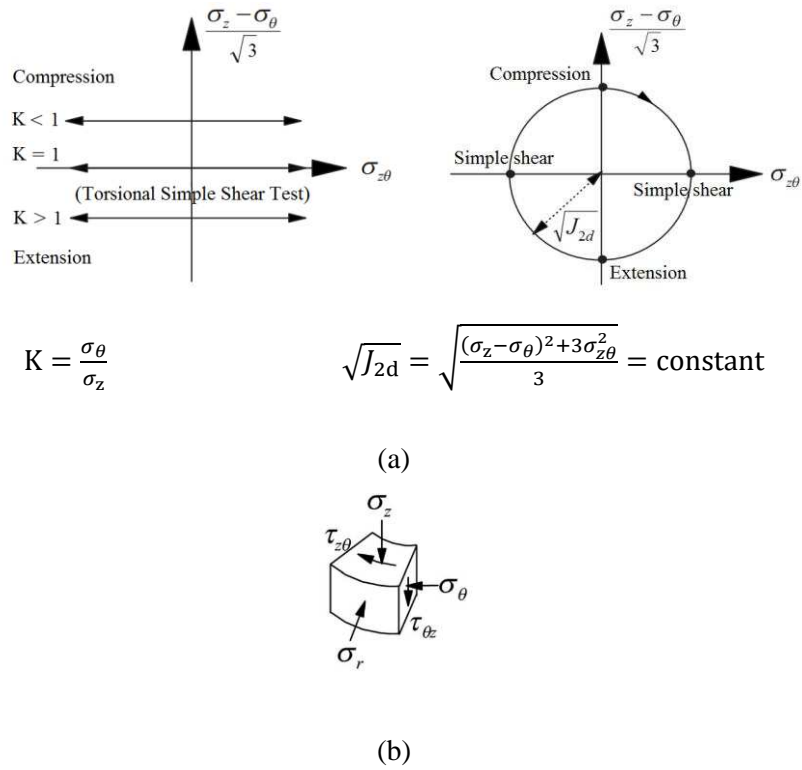 (σz − σθ)/√3
Compression
K < 1
K = 1
σzθ
(Torsional Simple Shear Test)
K > 1
Extension
(σz − σθ)/√3
Compression
Simple shear
σzθ
Simple shear
√J2d
Extension
K = σθ/σz
√J2d = √(((σz−σθ)²+3σ²zθ)/3) = constant
(a)
σz
τzθ
σθ
τθz
σr
(b)